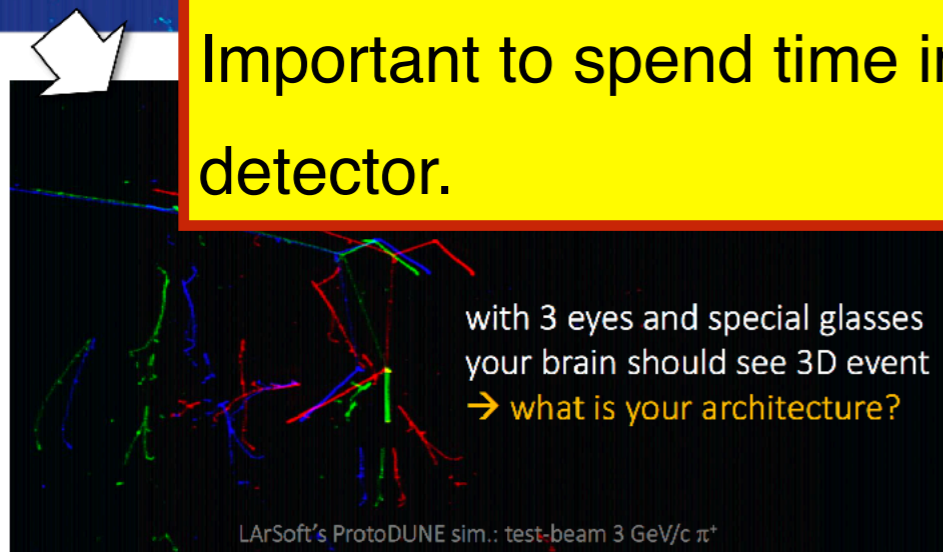 Important to spend time
detector.
with 3 eyes and special glasses
your brain should see 3D event
→ what is your architecture?
LArSoft's ProtoDUNE sim.: test-beam 3 GeV/c π⁺